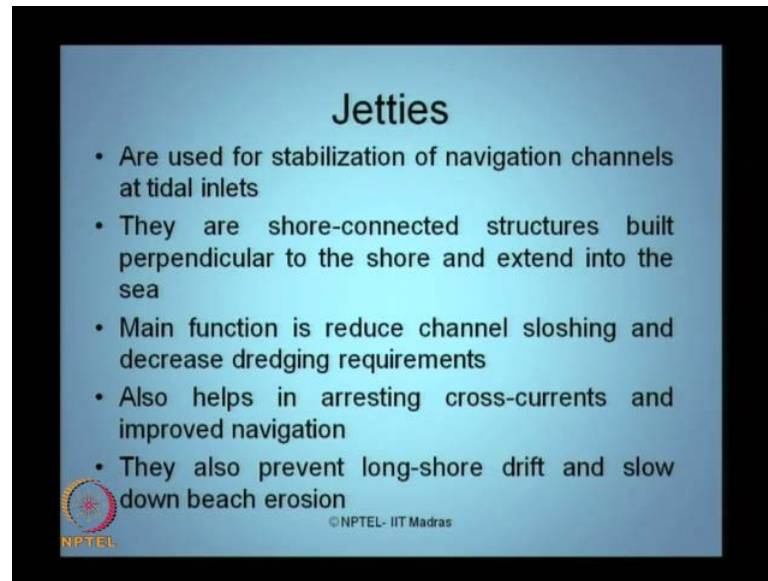 Jetties
• Are used for stabilization of navigation channels
at tidal inlets
• They are shore-connected structures built
perpendicular to the shore and extend into the
sea
• Main function is reduce channel sloshing and
decrease dredging requirements
• Also helps in arresting cross-currents and
improved navigation
• They also prevent long-shore drift and slow
down beach erosion
© NPTEL- IIT Madras
NPTEL